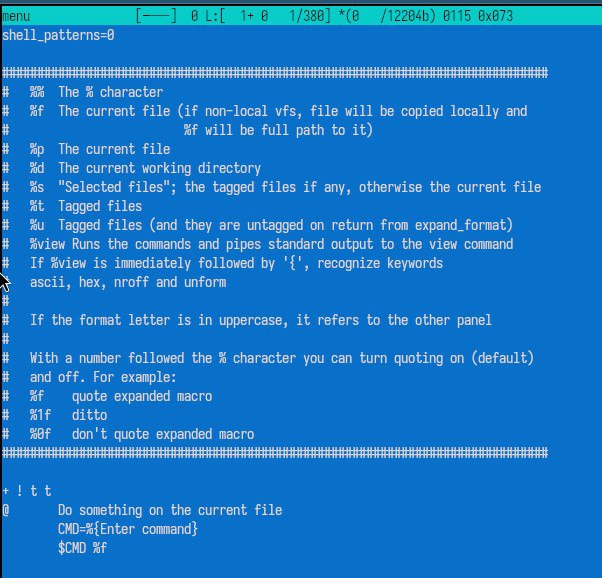 menu [----] 0 L:[ 1+ 0 1/380] *(0 /12204b) 0115 0x073
shell_patterns=0
##############################################################################
# %% The % character
# %f The current file (if non-local vfs, file will be copied locally and
# %f will be full path to it)
# %p The current file
# %d The current working directory
# %s "Selected files"; the tagged files if any, otherwise the current file
# %t Tagged files
# %u Tagged files (and they are untagged on return from expand_format)
# %view Runs the commands and pipes standard output to the view command
# If %view is immediately followed by '{', recognize keywords
# ascii, hex, nroff and unform
#
# If the format letter is in uppercase, it refers to the other panel
#
# With a number followed the % character you can turn quoting on (default)
# and off. For example:
# %f quote expanded macro
# %1f ditto
# %0f don't quote expanded macro
##############################################################################
+ ! t t
@ Do something on the current file
CMD=%{Enter command}
$CMD %f